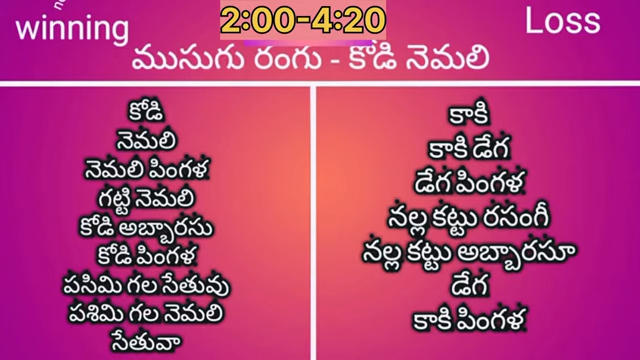 winning
2:00-4:20
Loss
ముసుగు రంగు - కోడి నెమలి
కోడి
నెమలి
నెమలి పింగళ
గట్టి నెమలి
కోడి అబ్బారసు
కోడి పింగళ
పసిమి గల సేతువు
పశిమి గల నెమలి
సేతువా
కాకి
కాకి డేగ
డేగ పింగళ
నల్ల కట్టు రసంగీ
నల్ల కట్టు అబ్బారసూ
డేగ
కాకి పింగళ